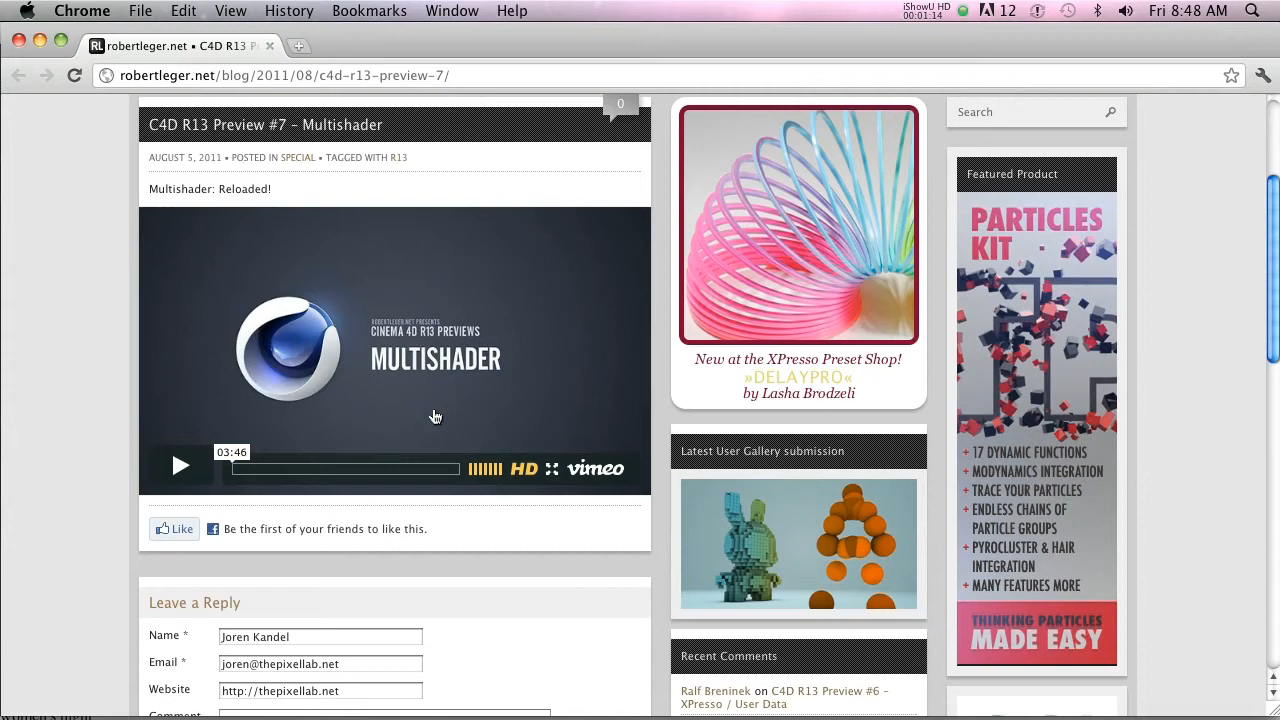 Chrome File Edit View History Bookmarks Window Help
iShowU HD
00:01:14
12
Fri 8:48 AM
RL robertleger.net ▪ C4D R13 P
robertleger.net/blog/2011/08/c4d-r13-preview-7/
0
C4D R13 Preview #7 – Multishader
AUGUST 5, 2011 ▪ POSTED IN SPECIAL ▪ TAGGED WITH R13
Multishader: Reloaded!
ROBERTLEGER.NET PRESENTS
CINEMA 4D R13 PREVIEWS
MULTISHADER
03:46
HD vimeo
Like
Be the first of your friends to like this.
Leave a Reply
Name * Joren Kandel
Email * joren@thepixellab.net
Website http://thepixellab.net
Comment
New at the XPresso Preset Shop!
»DELAYPRO«
by Lasha Brodzeli
Latest User Gallery submission
Recent Comments
Ralf Breninek on C4D R13 Preview #6 –
XPresso / User Data
Search
Featured Product
PARTICLES
KIT
+ 17 DYNAMIC FUNCTIONS
+ MODYNAMICS INTEGRATION
+ TRACE YOUR PARTICLES
+ ENDLESS CHAINS OF
PARTICLE GROUPS
+ PYROCLUSTER & HAIR
INTEGRATION
+ MANY FEATURES MORE
THINKING PARTICLES
MADE EASY